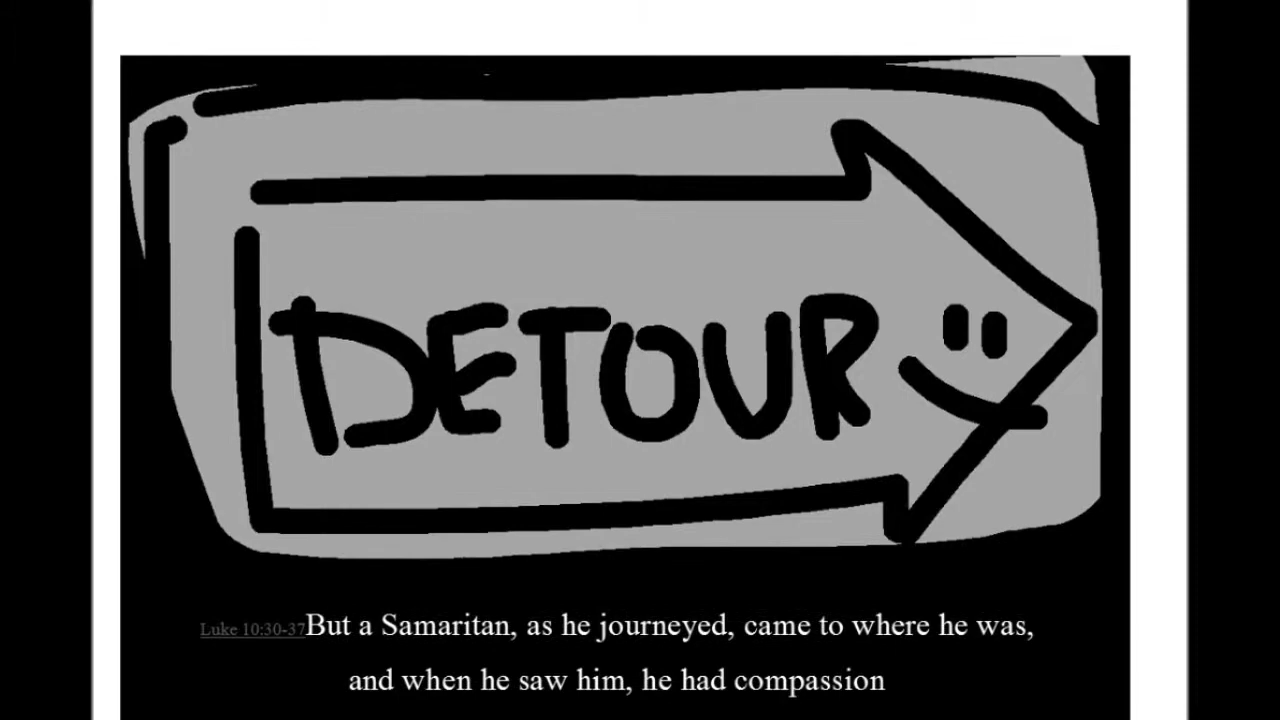 DETOUR
Luke 10:30-37But a Samaritan, as he journeyed, came to where he was,
and when he saw him, he had compassion